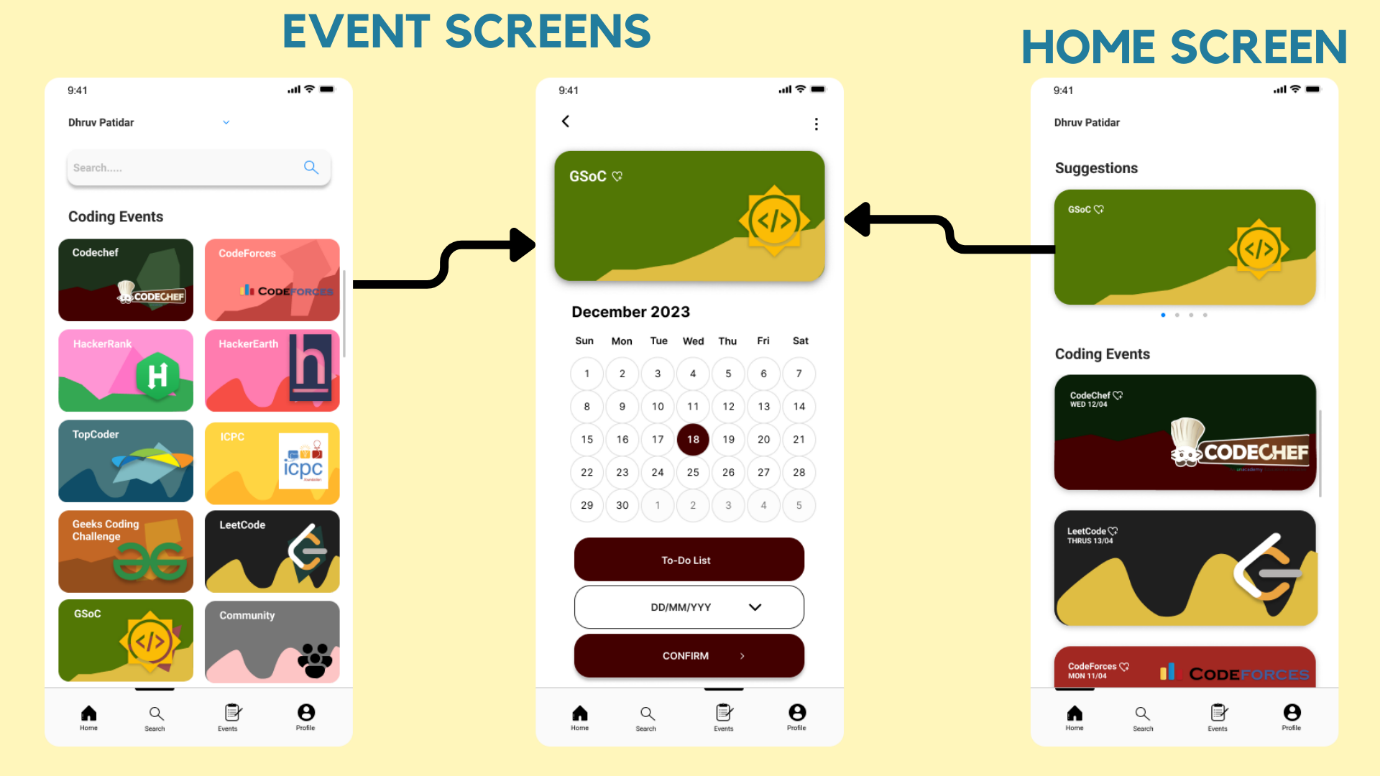 EVENT SCREENS
HOME SCREEN
9:41
Dhruv Patidar
Search.....
Coding Events
Codechef
CODECHEF
CodeForces
CODEFORCES
HackerRank
H
HackerEarth
h
TopCoder
ICPC
icpc
Geeks Coding
Challenge
LeetCode
GSoC
</>
Community
Home
Search
Events
Profile
9:41
GSoC
</>
December 2023
Sun Mon Tue Wed Thu Fri Sat
1 2 3 4 5 6 7
8 9 10 11 12 13 14
15 16 17 18 19 20 21
22 23 24 25 26 27 28
29 30 1 2 3 4 5
To-Do List
DD/MM/YYY
CONFIRM >
Home
Search
Events
Profile
9:41
Dhruv Patidar
Suggestions
GSoC
</>
Coding Events
CodeChef
WED 12/04
CODECHEF
LeetCode
THRUS 13/04
CodeForces
MON 11/04
CODEFORCES
Home
Search
Events
Profile